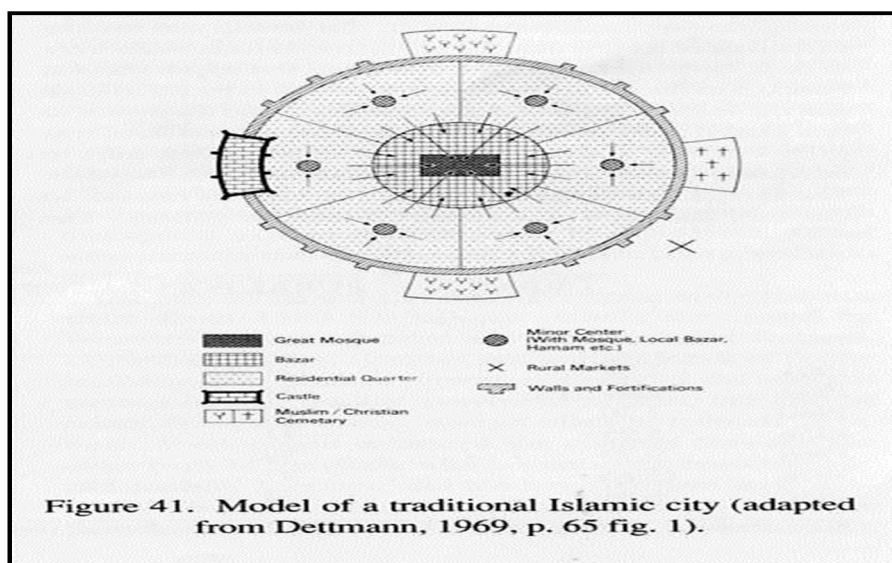 Great Mosque
Bazar
Residential Quarter
Castle
Muslim / Christian
Cemetary
Minor Center
(With Mosque, Local Bazar,
Hamam etc.)
Rural Markets
Walls and Fortifications
Figure 41. Model of a traditional Islamic city (adapted
from Dettmann, 1969, p. 65 fig. 1).